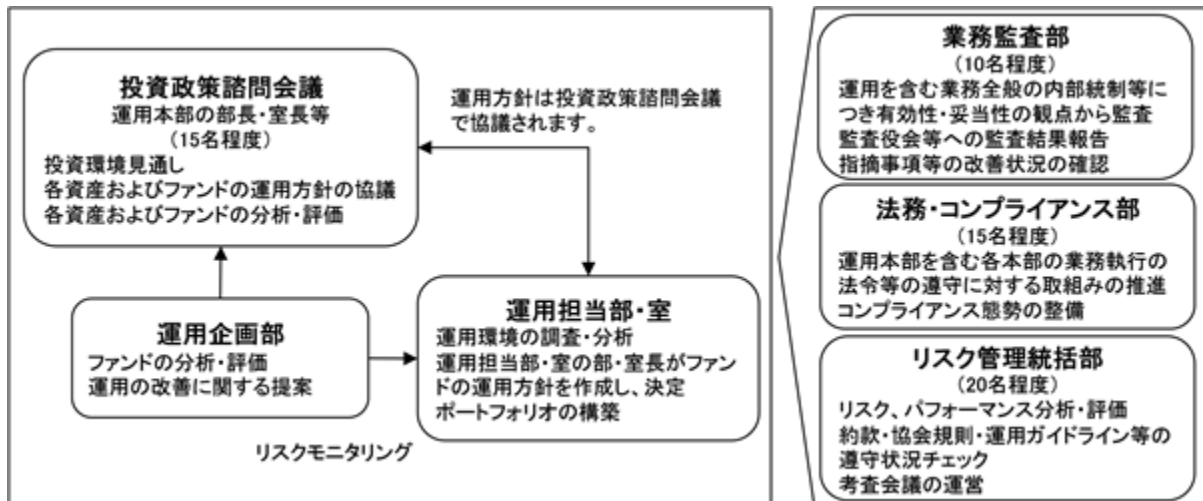 投資政策諮問会議
運用本部の部長・室長等
(15名程度)
投資環境見通し
各資産およびファンドの運用方針の協議
各資産およびファンドの分析・評価
運用方針は投資政策諮問会議
で協議されます。
運用企画部
ファンドの分析・評価
運用の改善に関する提案
運用担当部・室
運用環境の調査・分析
運用担当部・室の部・室長がファン
ドの運用方針を作成し、決定
ポートフォリオの構築
リスクモニタリング
業務監査部
(10名程度)
運用を含む業務全般の内部統制等に
つき有効性・妥当性の観点から監査
監査役会等への監査結果報告
指摘事項等の改善状況の確認
法務・コンプライアンス部
(15名程度)
運用本部を含む各本部の業務執行の
法令等の遵守に対する取組みの推進
コンプライアンス態勢の整備
リスク管理統括部
(20名程度)
リスク、パフォーマンス分析・評価
約款・協会規則・運用ガイドライン等の
遵守状況チェック
考査会議の運営